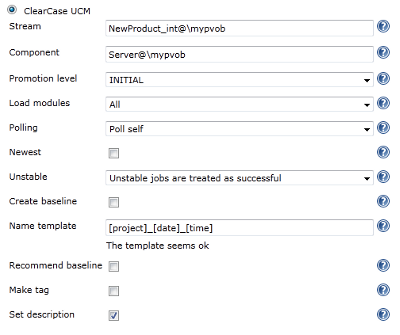 ClearCase UCM
Stream NewProduct_int@\mypvob
Component Server@\mypvob
Promotion level INITIAL
Load modules All
Polling Poll self
Newest
Unstable Unstable jobs are treated as successful
Create baseline
Name template [project]_[date]_[time]
The template seems ok
Recommend baseline
Make tag
Set description